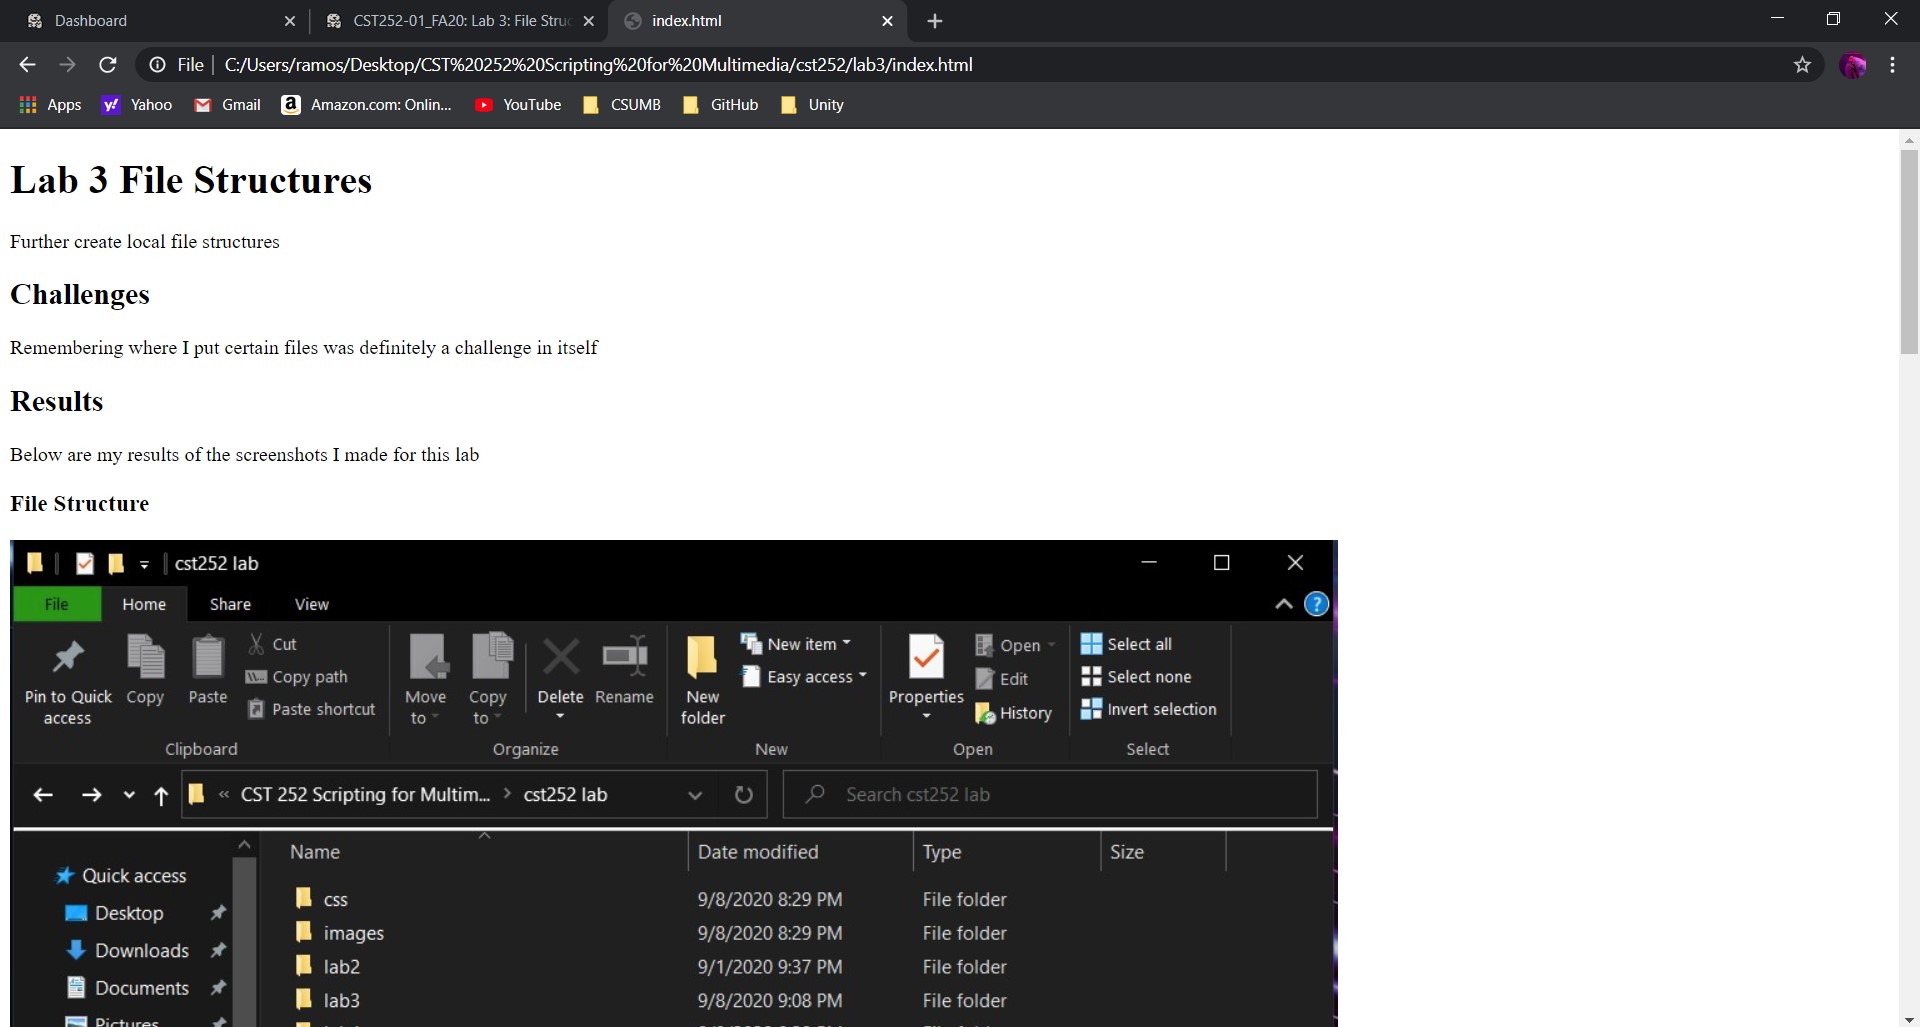 Dashboard
CST252-01_FA20: Lab 3: File Struc
index.html
File
C:/Users/ramos/Desktop/CST%20252%20Scripting%20for%20Multimedia/cst252/lab3/index.html
Apps
Yahoo
Gmail
Amazon.com: Onlin...
YouTube
CSUMB
GitHub
Unity
Lab 3 File Structures
Further create local file structures
Challenges
Remembering where I put certain files was definitely a challenge in itself
Results
Below are my results of the screenshots I made for this lab
File Structure
cst252 lab
File
Home
Share
View
Pin to Quick
access
Copy
Paste
Cut
Copy path
Paste shortcut
Clipboard
Move
to
Copy
to
Delete
Rename
Organize
New
folder
New item
Easy access
New
Properties
Open
Edit
History
Open
Select all
Select none
Invert selection
Select
« CST 252 Scripting for Multim... > cst252 lab
Search cst252 lab
Name Date modified Type Size
Quick access
Desktop
Downloads
Documents
Pictures
css 9/8/2020 8:29 PM File folder
images 9/8/2020 8:29 PM File folder
lab2 9/1/2020 9:37 PM File folder
lab3 9/8/2020 9:08 PM File folder